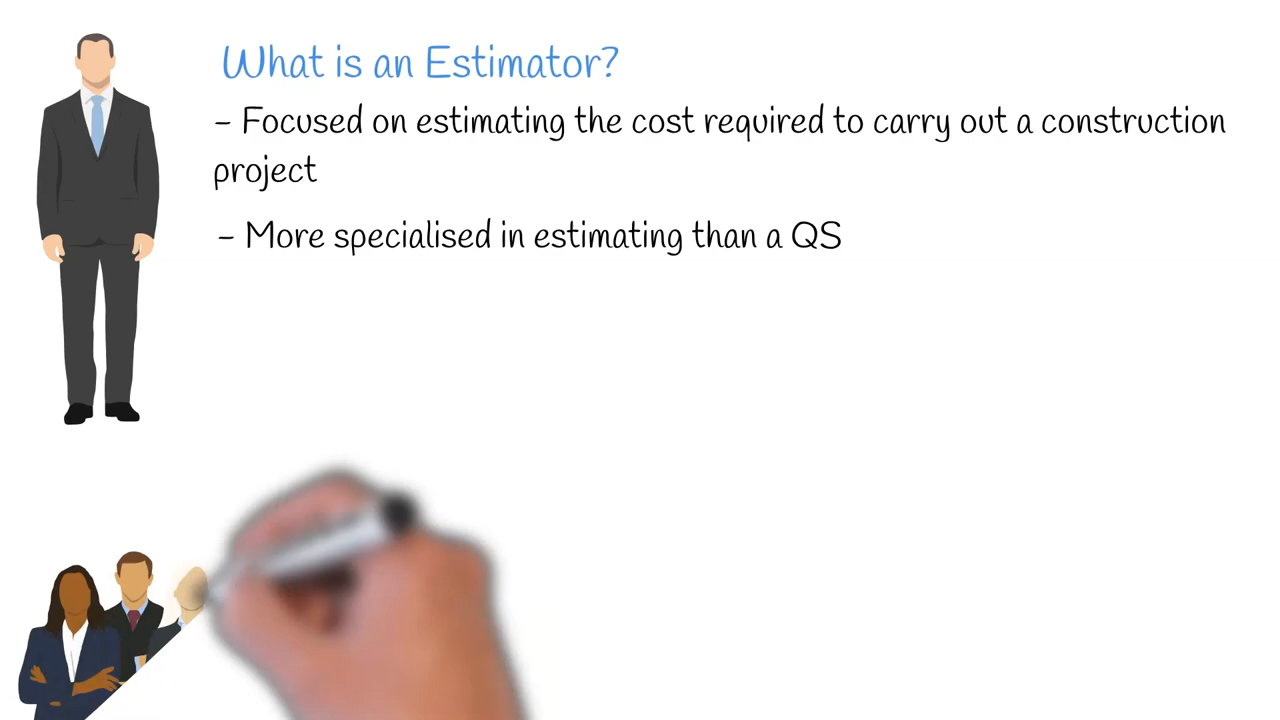 What is an Estimator?
- Focused on estimating the cost required to carry out a construction
project
- More specialised in estimating than a QS